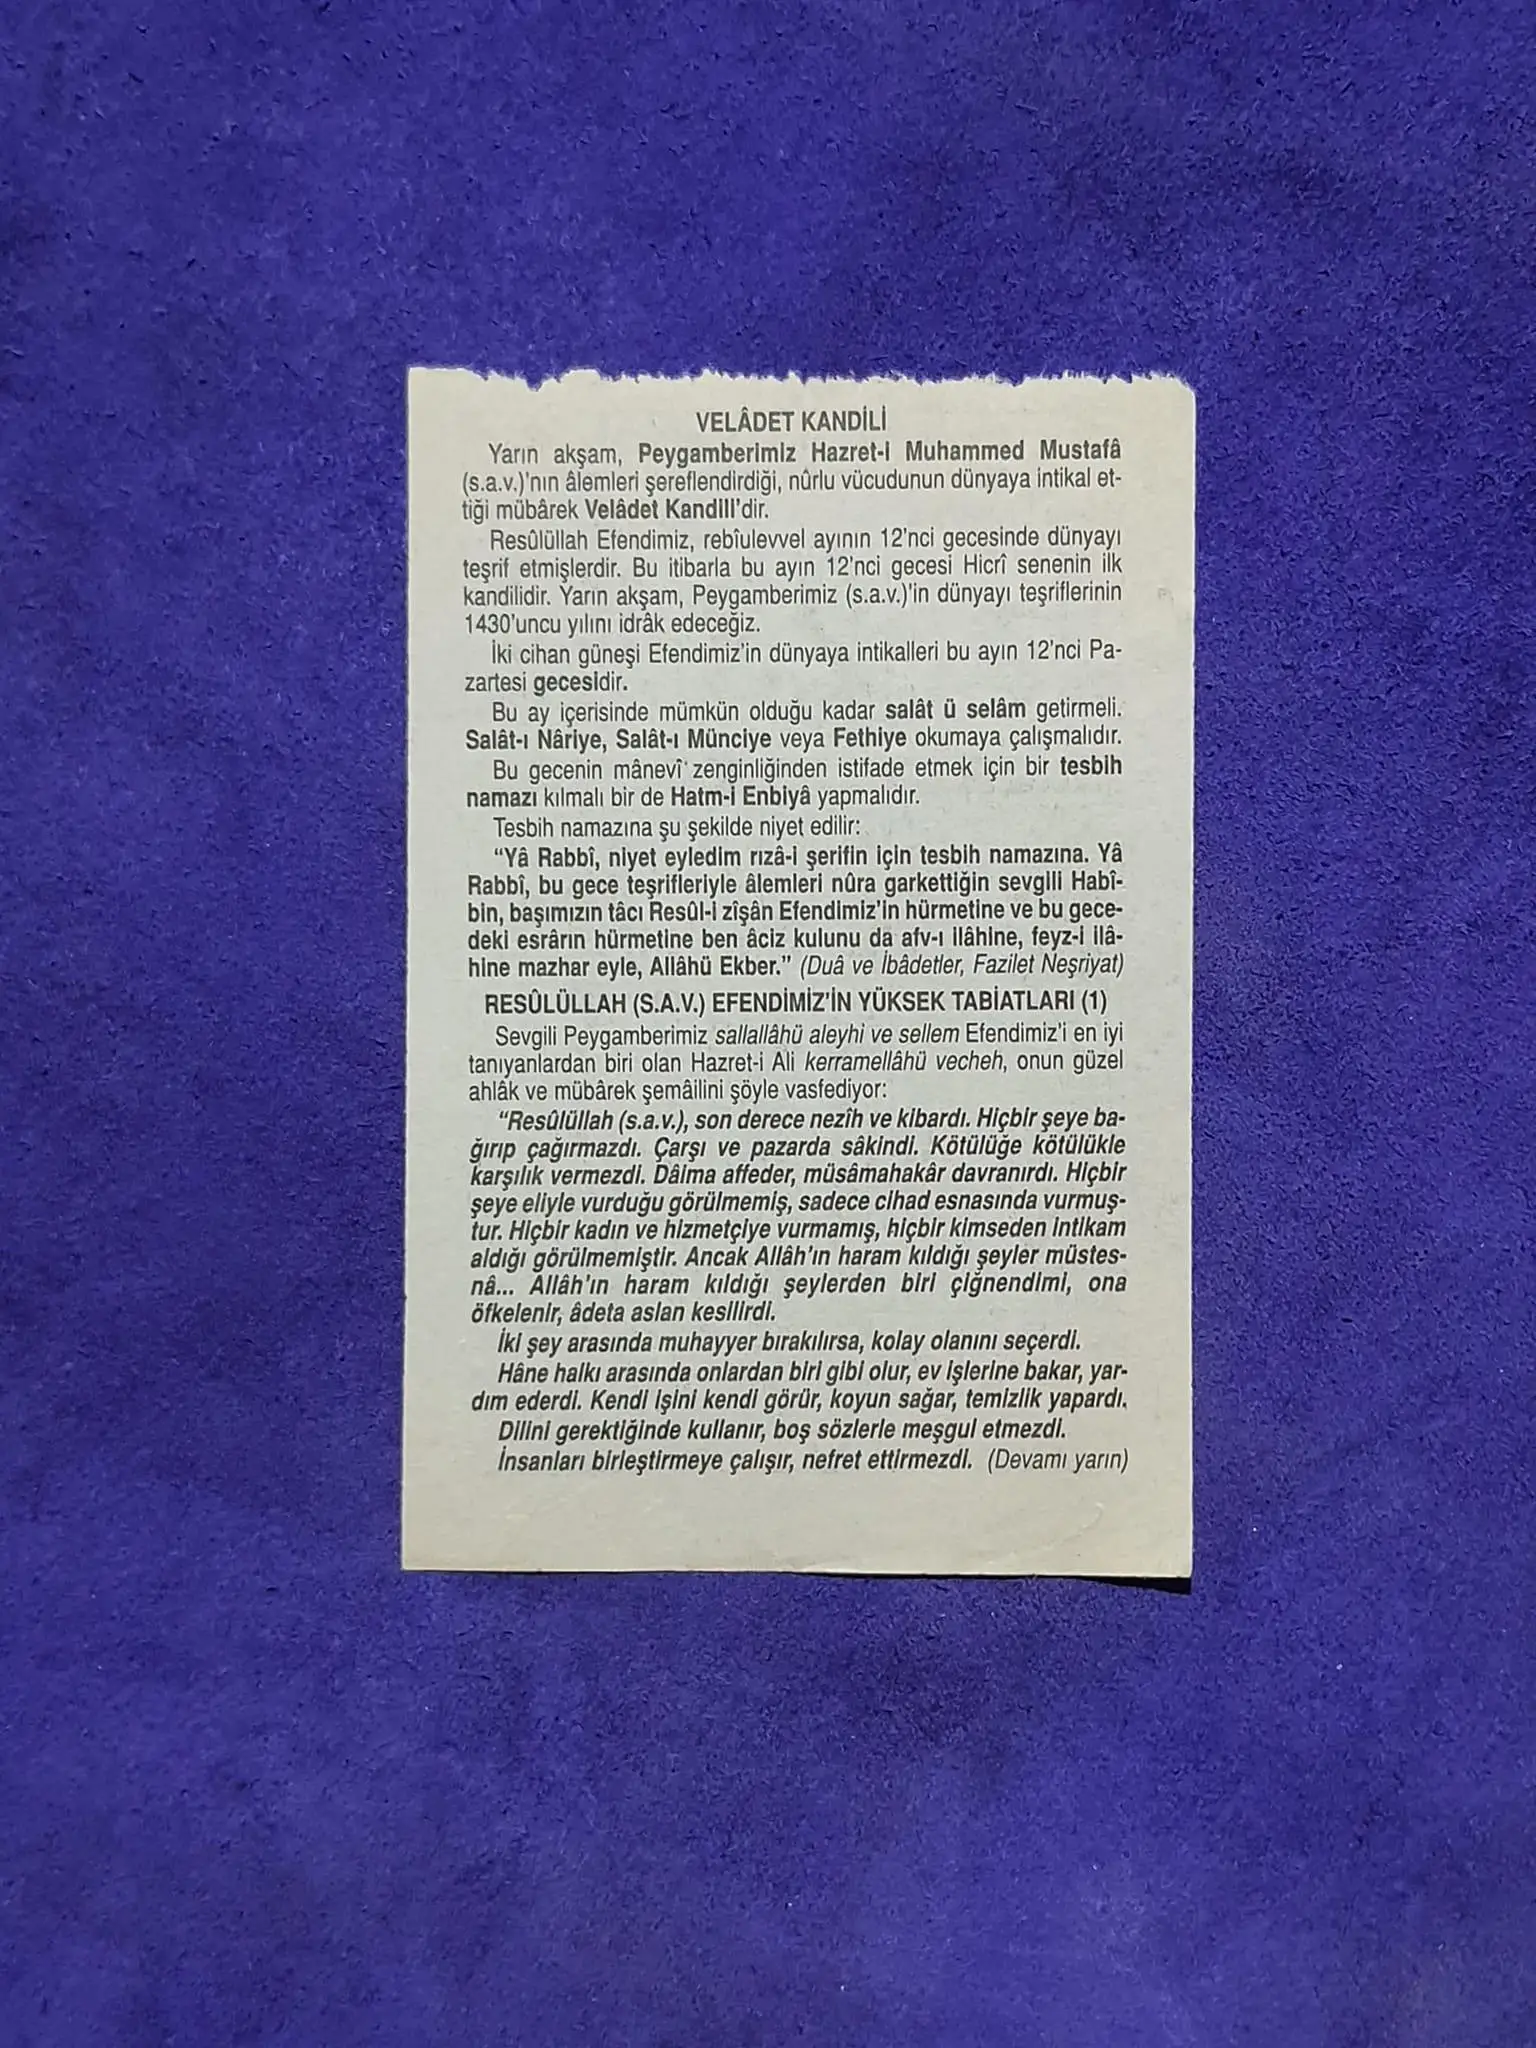 VELÂDET KANDİLİ
Yarın akşam, Peygamberimiz Hazret-i Muhammed Mustafâ
(s.a.v.)'nın âlemleri şereflendirdiği, nûrlu vücudunun dünyaya intikal et-
tiği mübârek Velâdet Kandili'dir.
Resûlüllah Efendimiz, rebîulevvel ayının 12'nci gecesinde dünyayı
teşrif etmişlerdir. Bu itibarla bu ayın 12'nci gecesi Hicrî senenin ilk
kandilidir. Yarın akşam, Peygamberimiz (s.a.v.)'in dünyayı teşriflerinin
1430'uncu yılını idrâk edeceğiz.
İki cihan güneşi Efendimiz'in dünyaya intikalleri bu ayın 12'nci Pa-
zartesi gecesidir.
Bu ay içerisinde mümkün olduğu kadar salât ü selâm getirmeli.
Salât-ı Nâriye, Salât-ı Münciye veya Fethiye okumaya çalışmalıdır.
Bu gecenin mânevî zenginliğinden istifade etmek için bir tesbih
namazı kılmalı bir de Hatm-i Enbiyâ yapmalıdır.
Tesbih namazına şu şekilde niyet edilir:
“Yâ Rabbî, niyet eyledim rızâ-i şerifin için tesbih namazına. Yâ
Rabbî, bu gece teşrifleriyle âlemleri nûra garkettiğin sevgili Habî-
bin, başımızın tâcı Resûl-i zîşân Efendimiz'in hürmetine ve bu gece-
deki esrârın hürmetine ben âciz kulunu da afv-ı ilâhine, feyz-i ilâ-
hine mazhar eyle, Allâhü Ekber.” (Duâ ve İbâdetler, Fazilet Neşriyat)
RESÛLÜLLAH (S.A.V.) EFENDİMİZ'İN YÜKSEK TABİATLARI (1)
Sevgili Peygamberimiz sallallâhü aleyhi ve sellem Efendimiz'i en iyi
tanıyanlardan biri olan Hazret-i Ali kerramellâhü vecheh, onun güzel
ahlâk ve mübârek şemâilini şöyle vasfediyor:
“Resûlüllah (s.a.v.), son derece nezîh ve kibardı. Hiçbir şeye ba-
ğırıp çağırmazdı. Çarşı ve pazarda sâkindi. Kötülüğe kötülükle
karşılık vermezdi. Dâima affeder, müsâmahakâr davranırdı. Hiçbir
şeye eliyle vurduğu görülmemiş, sadece cihad esnasında vurmuş-
tur. Hiçbir kadın ve hizmetçiye vurmamış, hiçbir kimseden intikam
aldığı görülmemiştir. Ancak Allâh'ın haram kıldığı şeyler müstes-
nâ... Allâh'ın haram kıldığı şeylerden biri çiğnendimi, ona
öfkelenir, âdeta aslan kesilirdi.
İki şey arasında muhayyer bırakılırsa, kolay olanını seçerdi.
Hâne halkı arasında onlardan biri gibi olur, ev işlerine bakar, yar-
dım ederdi. Kendi işini kendi görür, koyun sağar, temizlik yapardı.
Dilini gerektiğinde kullanır, boş sözlerle meşgul etmezdi.
İnsanları birleştirmeye çalışır, nefret ettirmezdi. (Devamı yarın)